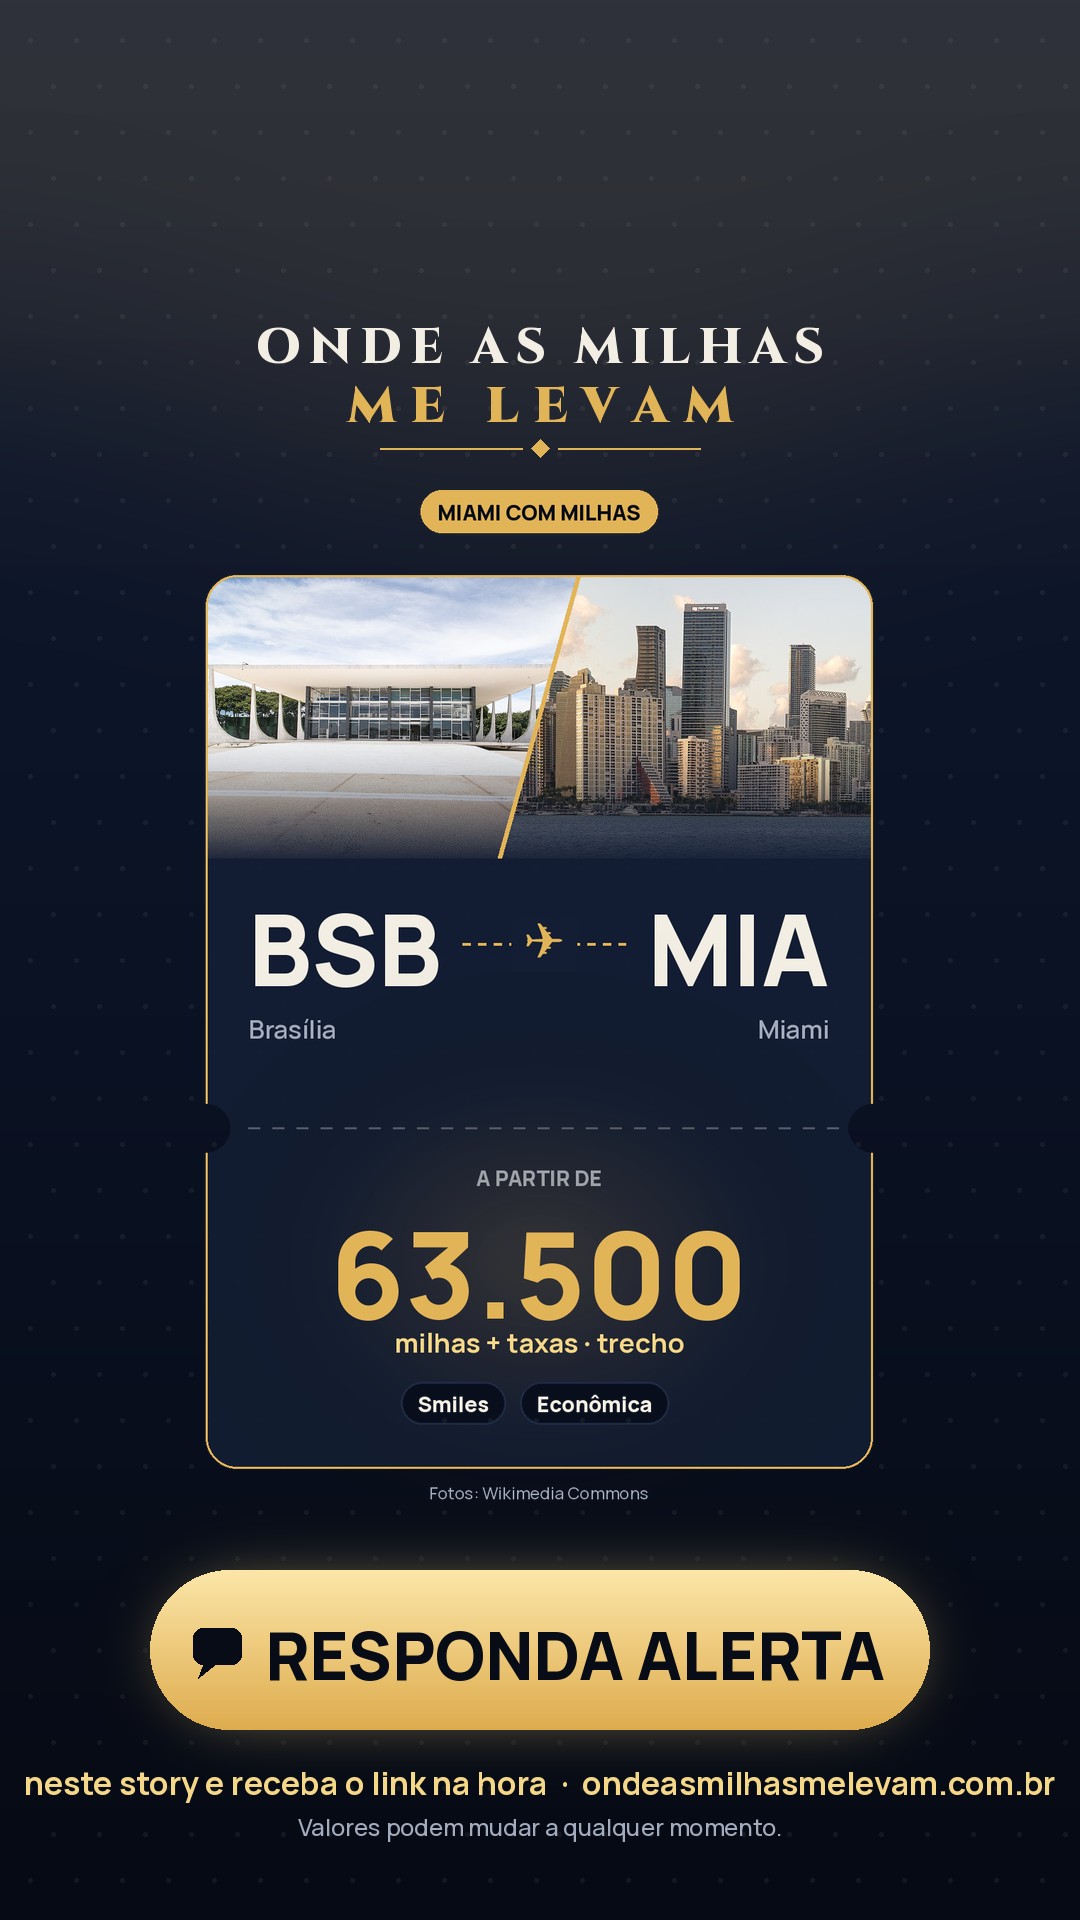 ONDE AS MILHAS
ME LEVAM
MIAMI COM MILHAS
BSB ✈ MIA
Brasília Miami
A PARTIR DE
63.500
milhas + taxas · trecho
Smiles Econômica
Fotos: Wikimedia Commons
RESPONDA ALERTA
neste story e receba o link na hora · ondeasmilhasmelevam.com.br
Valores podem mudar a qualquer momento.